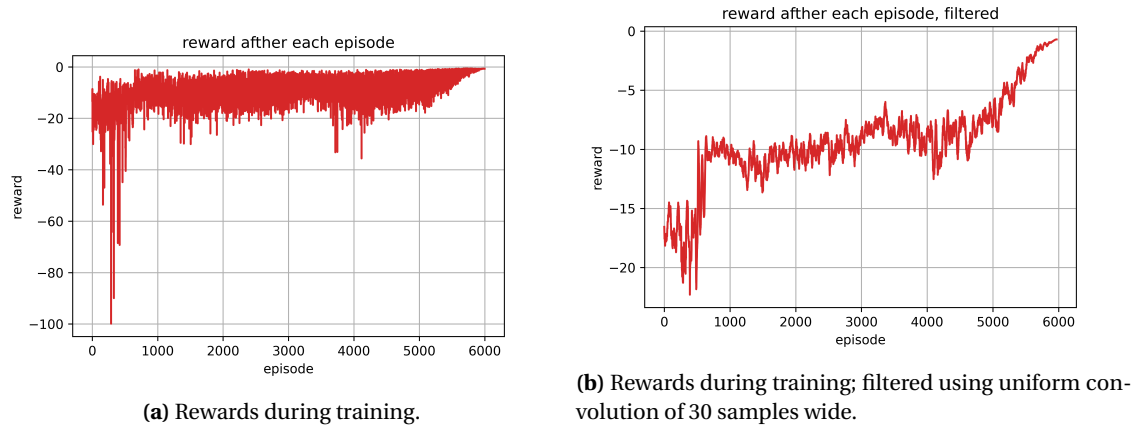 reward afther each episode
0
−20
−40
−60
−80
−100
reward
0 1000 2000 3000 4000 5000 6000
episode
(a) Rewards during training.
reward afther each episode, filtered
0
−5
−10
−15
−20
reward
0 1000 2000 3000 4000 5000 6000
episode
(b) Rewards during training; filtered using uniform con-
volution of 30 samples wide.